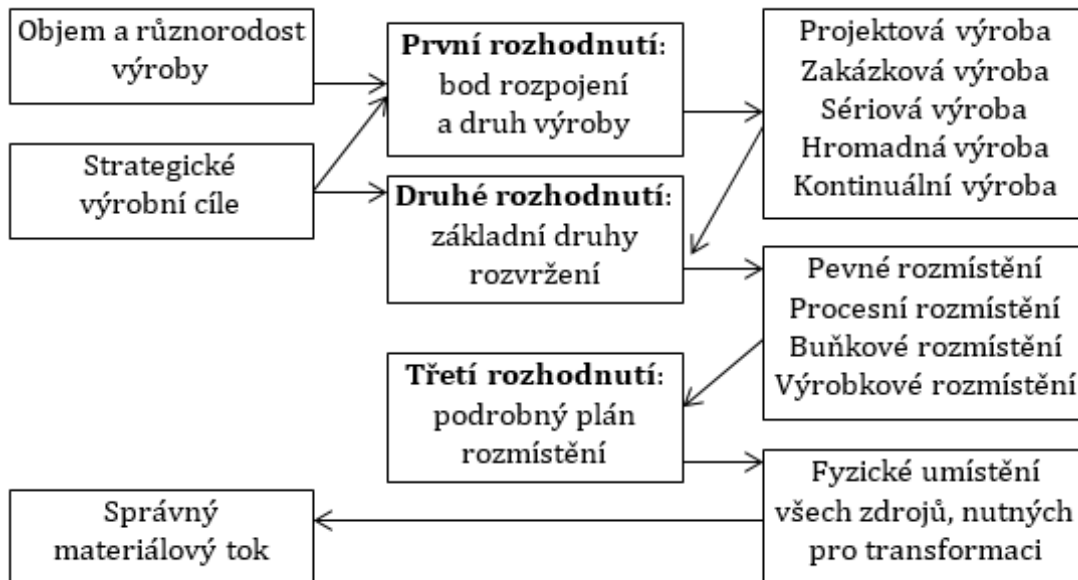 Objem a různorodost
výroby
Strategické
výrobní cíle
První rozhodnutí:
bod rozpojení
a druh výroby
Projektová výroba
Zakázková výroba
Sériová výroba
Hromadná výroba
Kontinuální výroba
Druhé rozhodnutí:
základní druhy
rozvržení
Pevné rozmístění
Procesní rozmístění
Buňkové rozmístění
Výrobkové rozmístění
Třetí rozhodnutí:
podrobný plán
rozmístění
Fyzické umístění
všech zdrojů, nutných
pro transformaci
Správný
materiálový tok